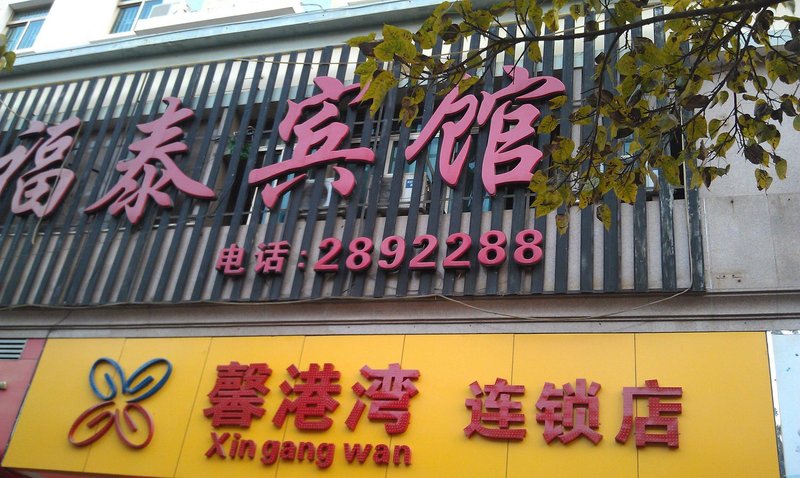 福泰宾馆
电话:2892288
馨港湾 连锁店
Xin gang wan